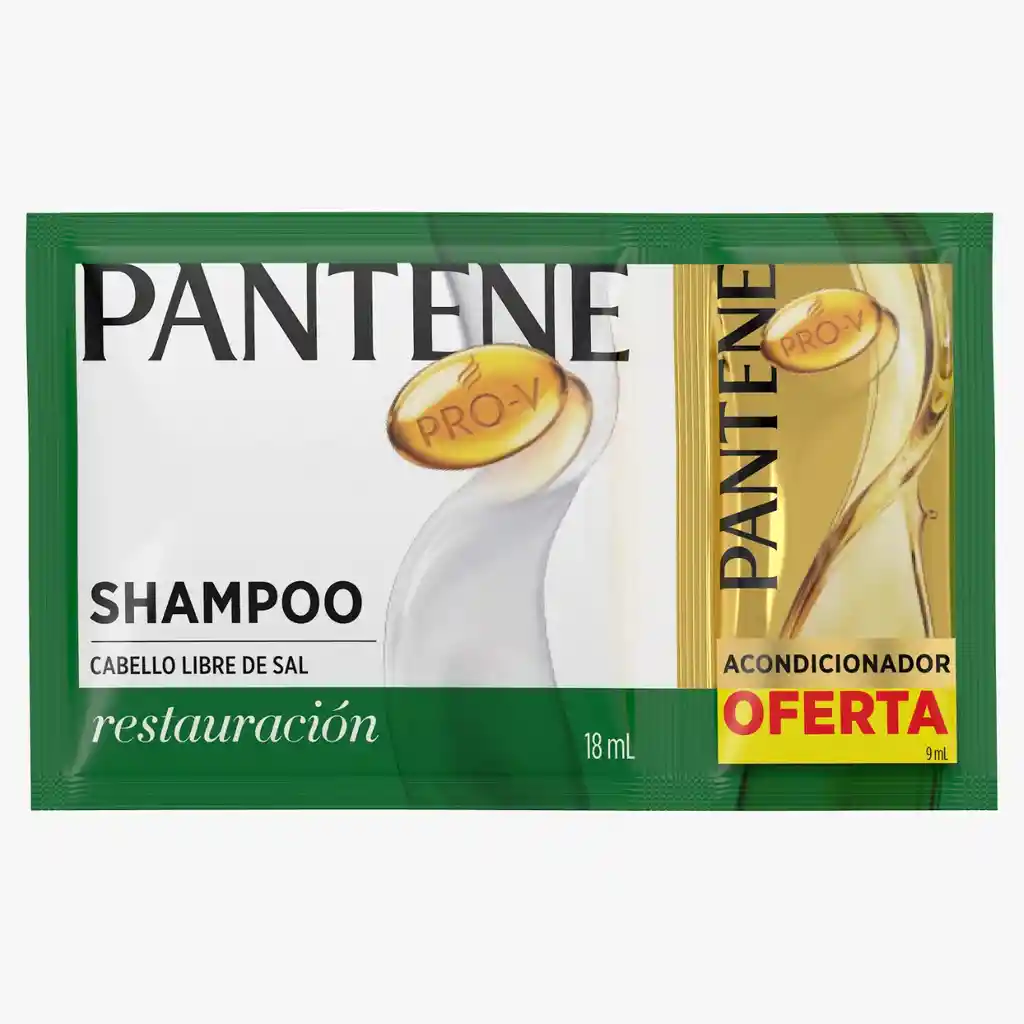 PANTENE
PRO-V
SHAMPOO
CABELLO LIBRE DE SAL
restauración
18 mL
PANTENE
PRO-V
ACONDICIONADOR
OFERTA
9 mL